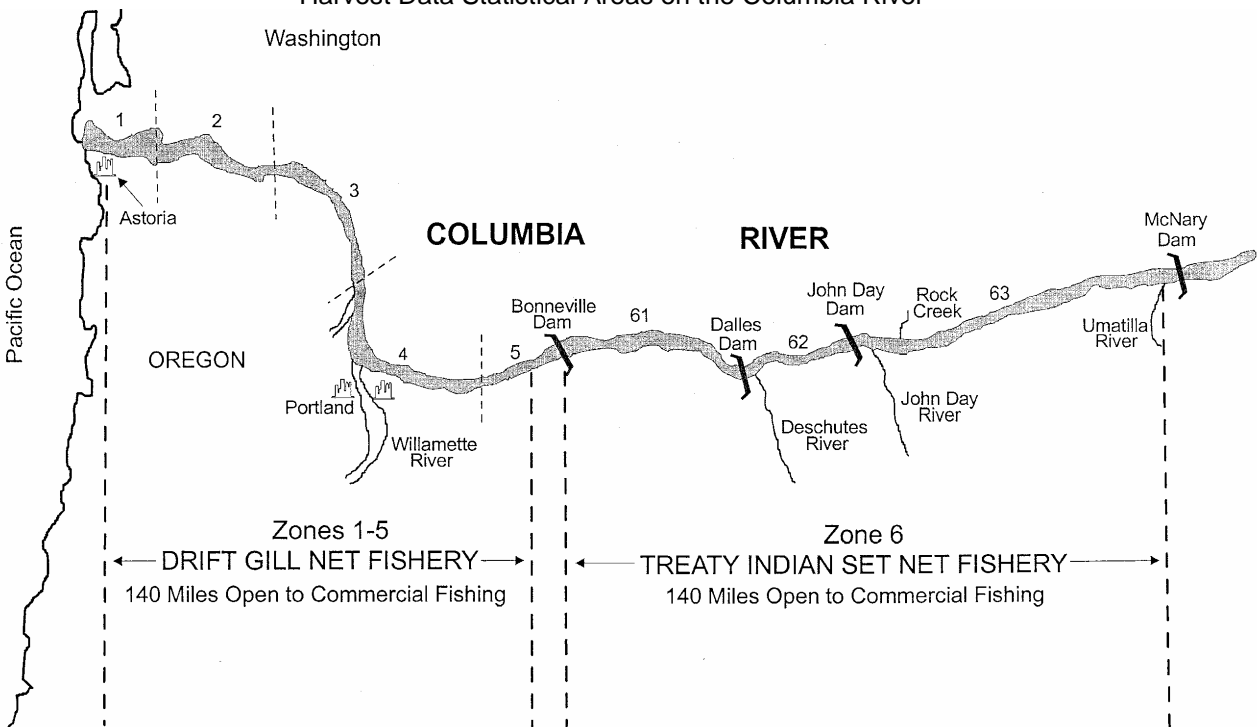 Harvest Data Statistical Areas on the Columbia River
Washington
1
2
3
Astoria
COLUMBIA RIVER
Pacific Ocean
McNary
Dam
Bonneville
Dam
61
John Day
Dam
Rock
Creek
63
Dalles
Dam
62
Umatilla
River
OREGON
4
5
Portland
Willamette
River
Deschutes
River
John Day
River
Zones 1-5
DRIFT GILL NET FISHERY
140 Miles Open to Commercial Fishing
Zone 6
TREATY INDIAN SET NET FISHERY
140 Miles Open to Commercial Fishing